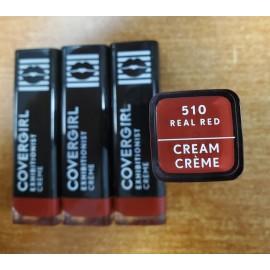 COVERGIRL
EXHIBITIONIST
CRÈME
COVERGIRL
EXHIBITIONIST
CRÈME
COVERGIRL
EXHIBITIONIST
CRÈME
510
REAL RED
CREAM
CRÈME